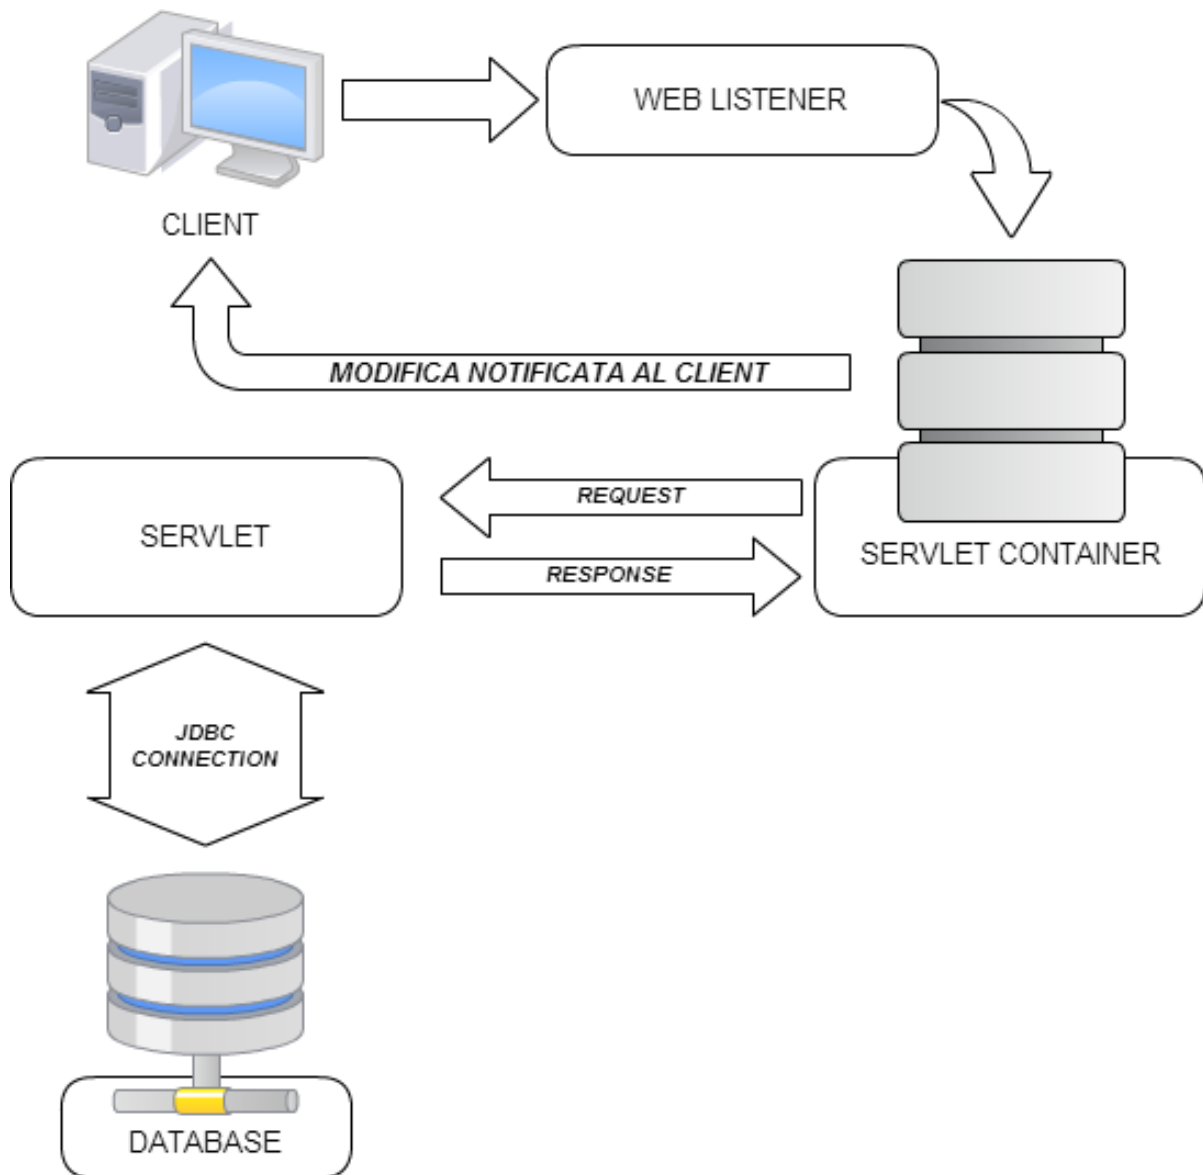 WEB LISTENER
CLIENT
MODIFICA NOTIFICATA AL CLIENT
REQUEST
SERVLET
RESPONSE
SERVLET CONTAINER
JDBC
CONNECTION
DATABASE